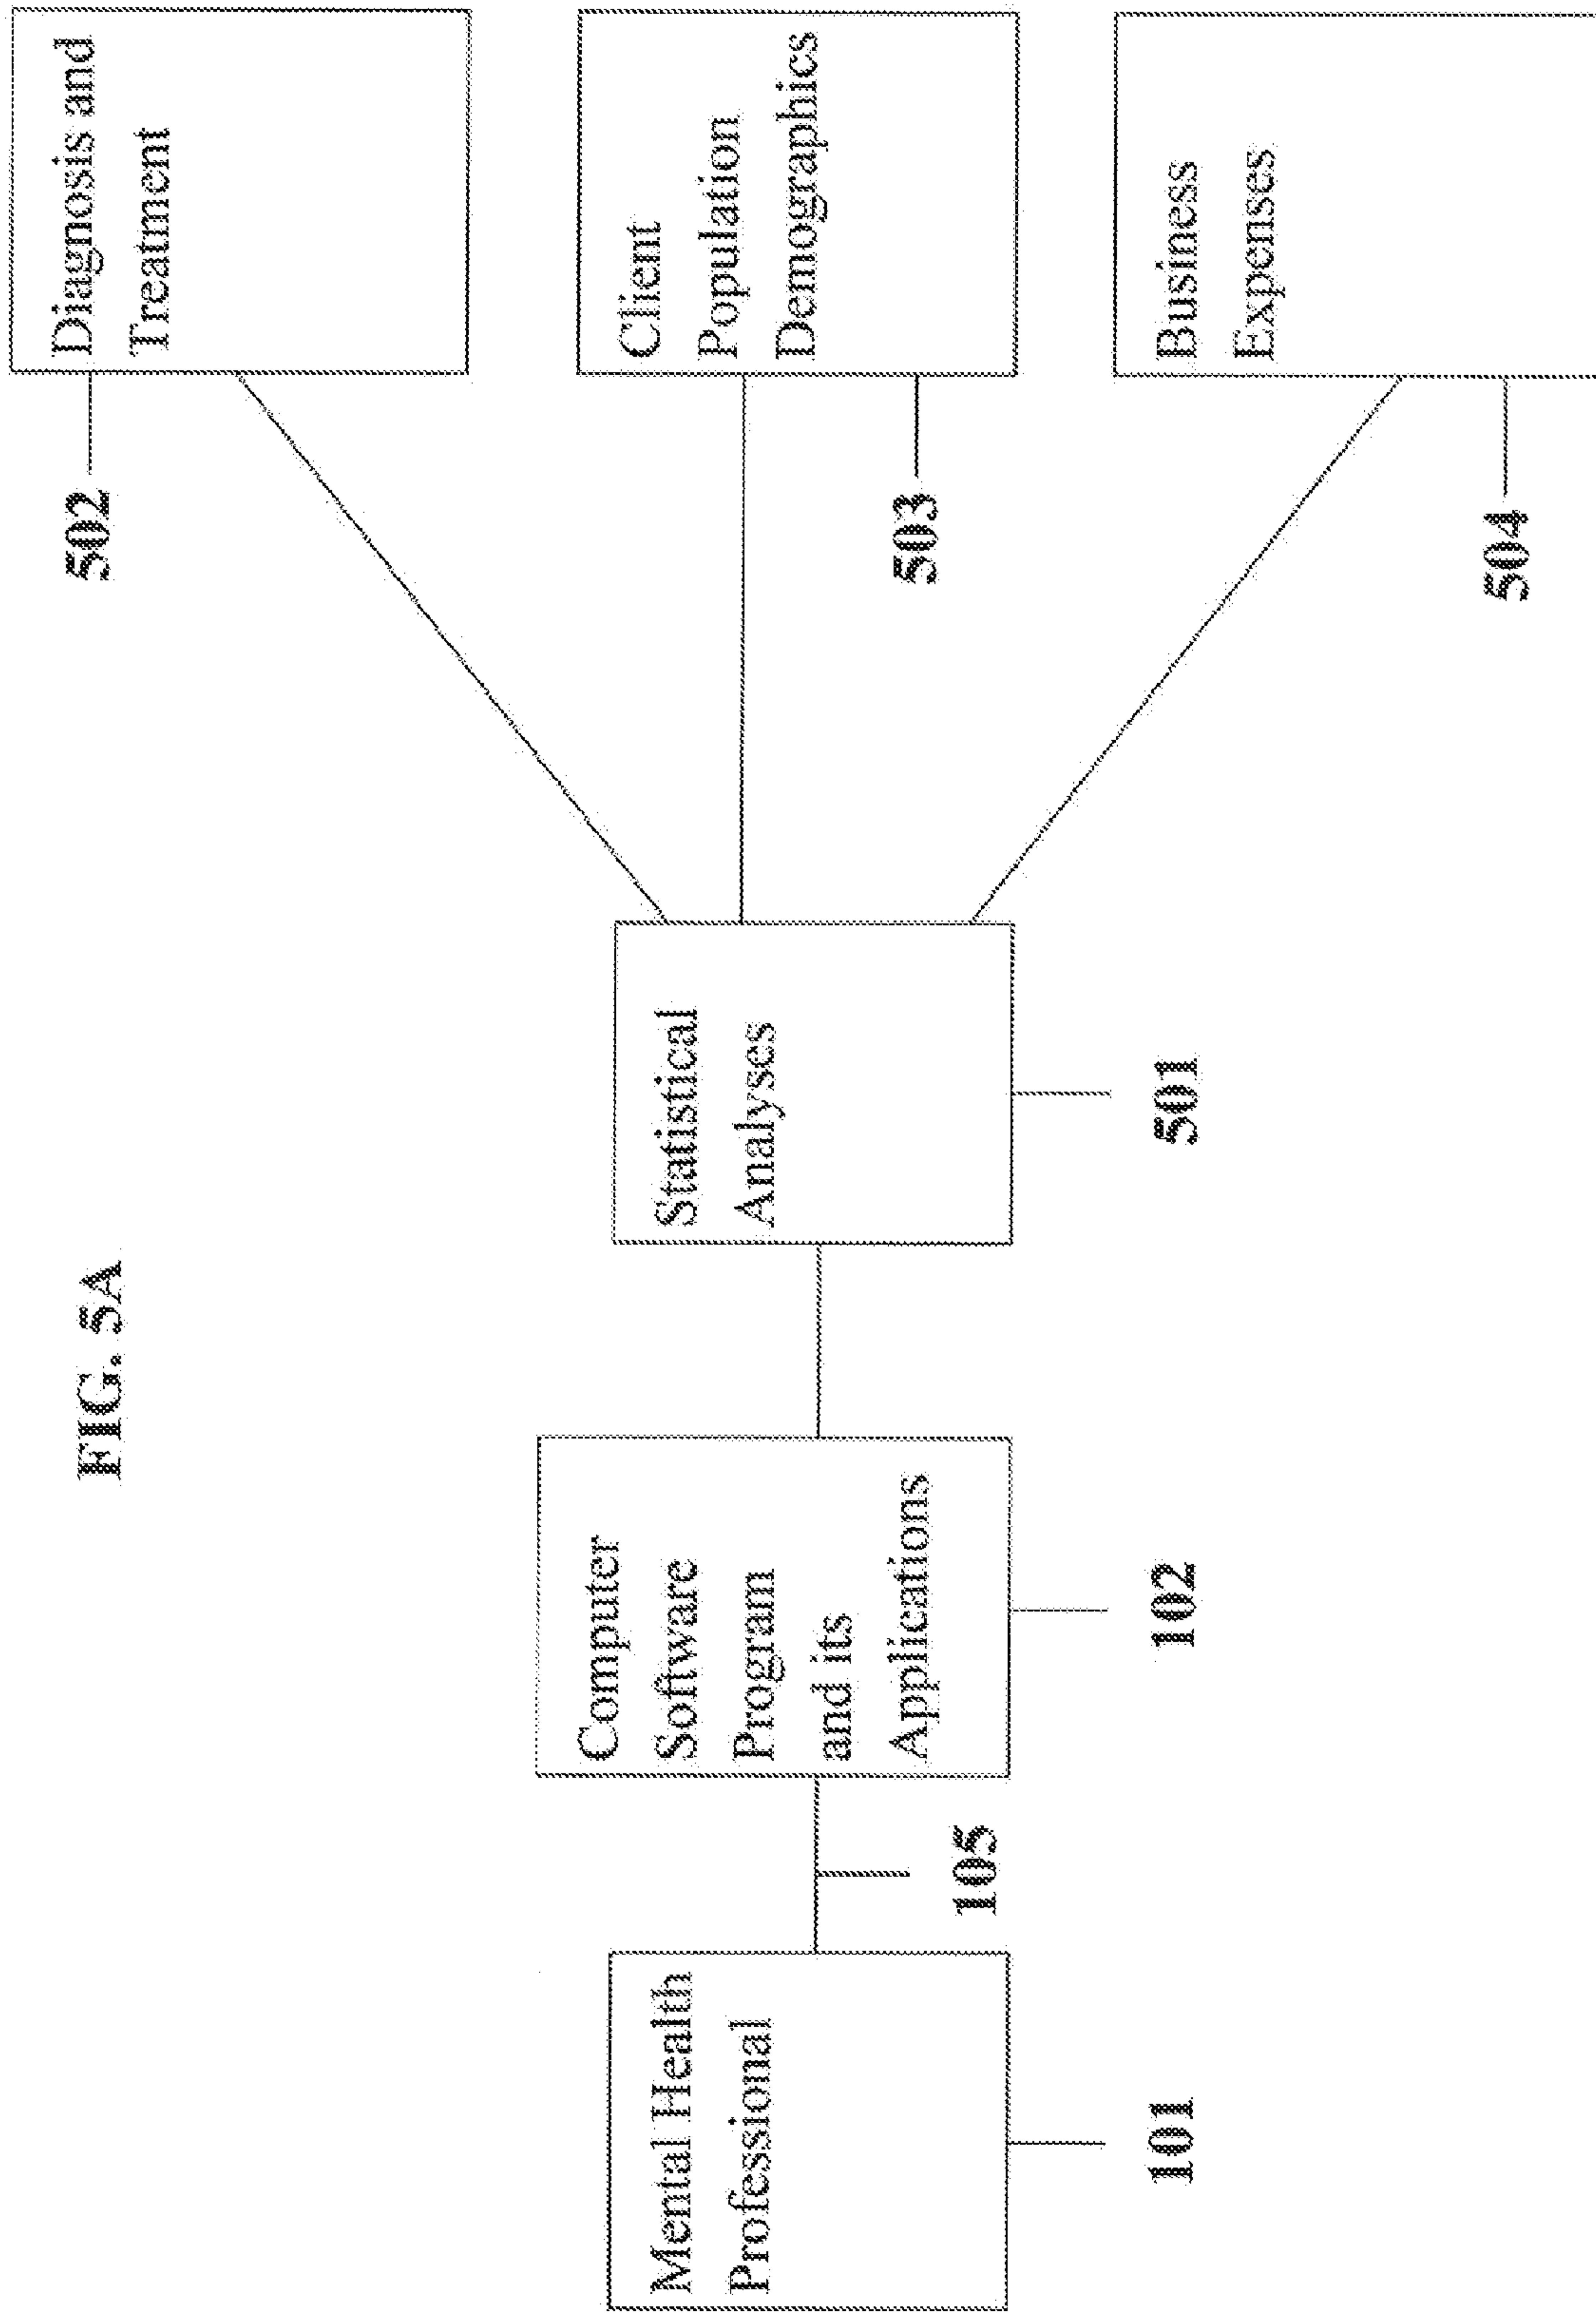 FIG. 5A
Mental Health
Professional
101
105
Computer
Software
Program
and its
Applications
102
Statistical
Analyses
501
Diagnosis and
Treatment
502
Client
Population
Demographics
503
Business
Expenses
504